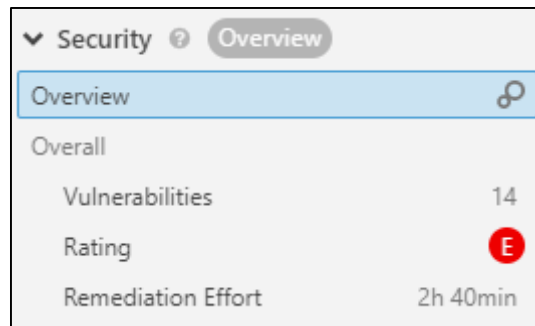 Security ? Overview
Overview
Overall
Vulnerabilities 14
Rating E
Remediation Effort 2h 40min